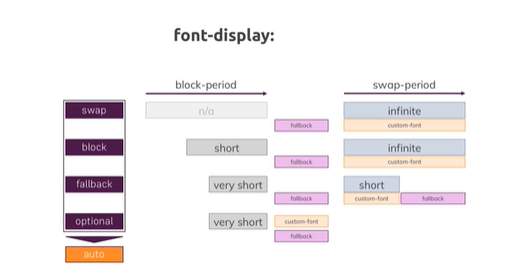 font-display:
block-period
swap-period
swap
n/a
infinite
fallback
custom-font
block
short
infinite
fallback
custom-font
fallback
very short
short
fallback
custom-font
fallback
optional
very short
custom-font
fallback
auto